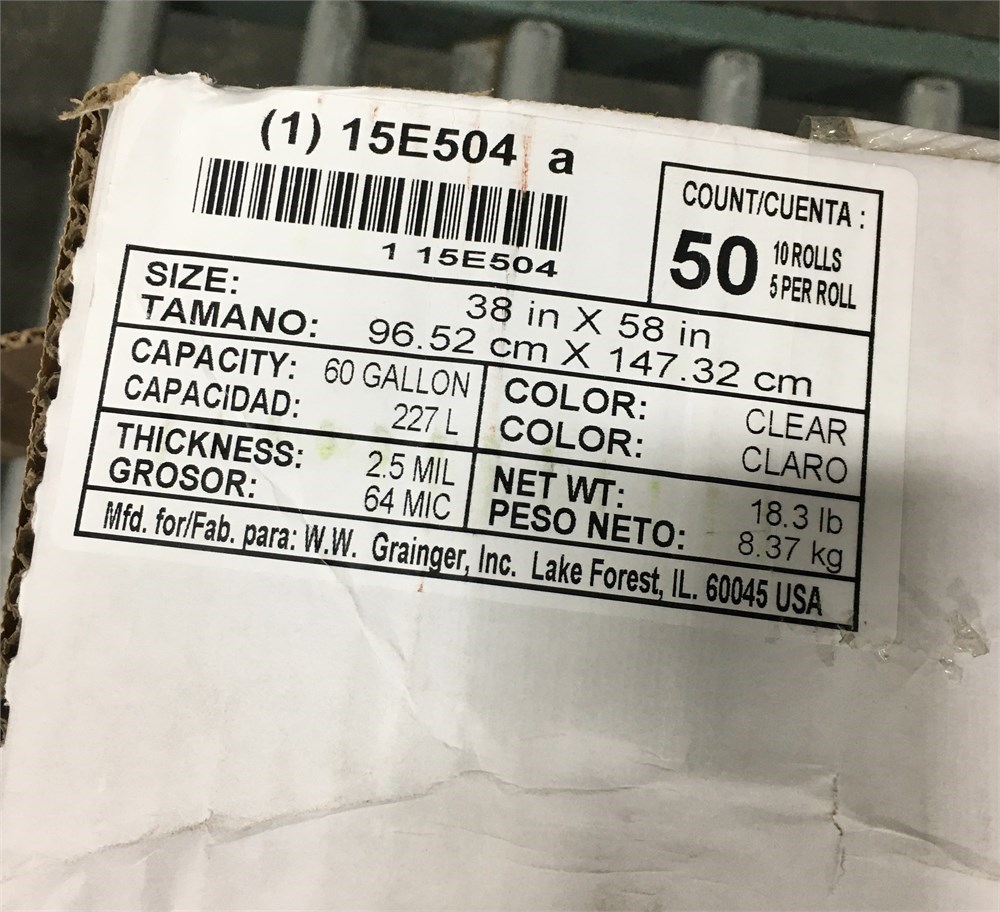 (1) 15E504 a
1 15E504
COUNT/CUENTA :
50 10 ROLLS
5 PER ROLL
SIZE: 38 in X 58 in
TAMANO: 96.52 cm X 147.32 cm
CAPACITY: 60 GALLON
CAPACIDAD: 227 L
COLOR: CLEAR
COLOR: CLARO
THICKNESS: 2.5 MIL
GROSOR: 64 MIC
NET WT: 18.3 lb
PESO NETO: 8.37 kg
Mfd. for/Fab. para: W.W. Grainger, Inc. Lake Forest, IL. 60045 USA